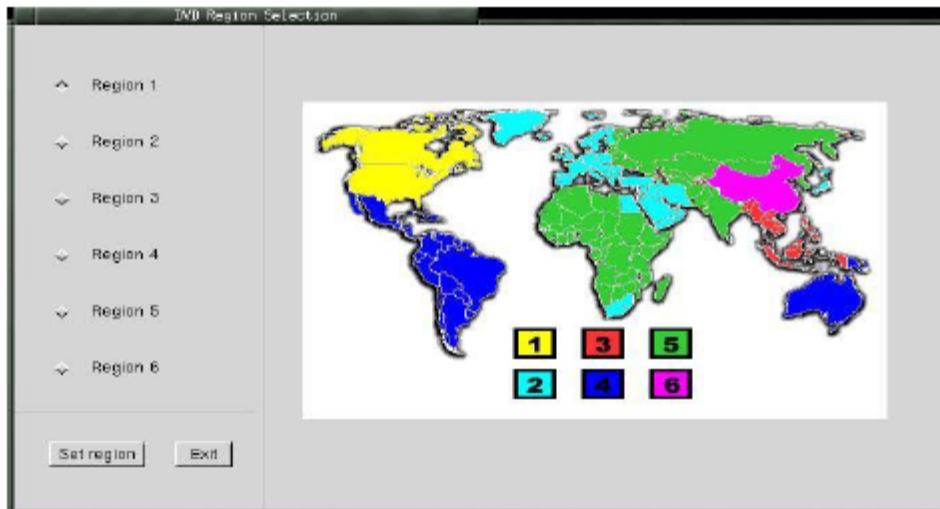 DVD Region Selection
Region 1
Region 2
Region 3
Region 4
Region 5
Region 6
1 3 5
2 4 6
Set region Exit